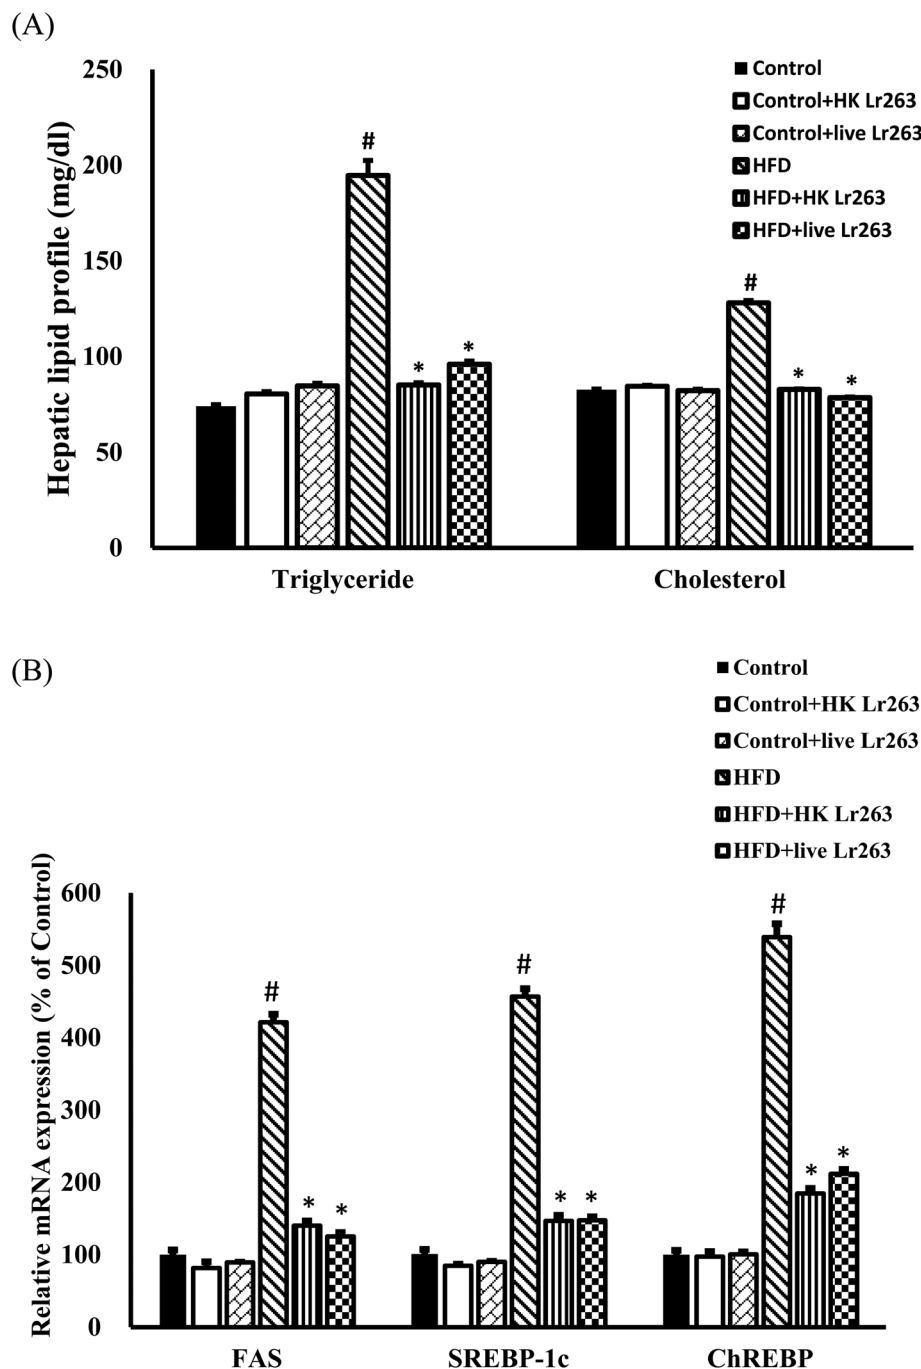 (A)
Hepatic lipid profile (mg/dl)
250
200
150
100
50
0
Control
Control+HK Lr263
Control+live Lr263
HFD
HFD+HK Lr263
HFD+live Lr263
#
*
*
#
*
*
Triglyceride
Cholesterol
(B)
Control
Control+HK Lr263
Control+live Lr263
HFD
HFD+HK Lr263
HFD+live Lr263
Relative mRNA expression (% of Control)
600
500
400
300
200
100
0
#
*
*
#
*
*
#
*
*
FAS
SREBP-1c
ChREBP